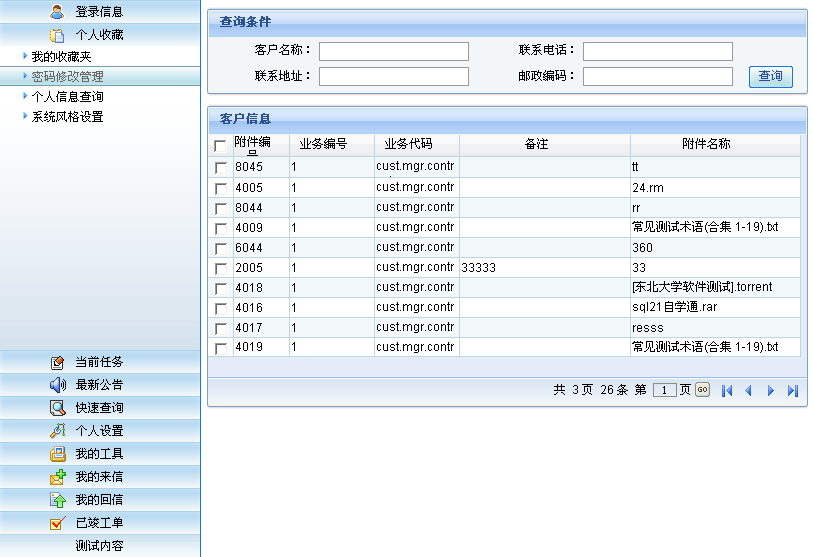 登录信息
个人收藏
我的收藏夹
密码修改管理
个人信息查询
系统风格设置
当前任务
最新公告
快速查询
个人设置
我的工具
我的来信
我的回信
已竣工单
测试内容
查询条件
客户名称： 联系电话：
联系地址： 邮政编码： 查询
客户信息
附件编号 业务编号 业务代码 备注 附件名称
8045 1 cust.mgr.contr tt
4005 1 cust.mgr.contr 24.rm
8044 1 cust.mgr.contr rr
4009 1 cust.mgr.contr 常见测试术语(合集 1-19).txt
6044 1 cust.mgr.contr 360
2005 1 cust.mgr.contr 33333 33
4018 1 cust.mgr.contr [东北大学软件测试].torrent
4016 1 cust.mgr.contr sql21自学通.rar
4017 1 cust.mgr.contr resss
4019 1 cust.mgr.contr 常见测试术语(合集 1-19).txt
共 3页 26条 第 1 页 GO